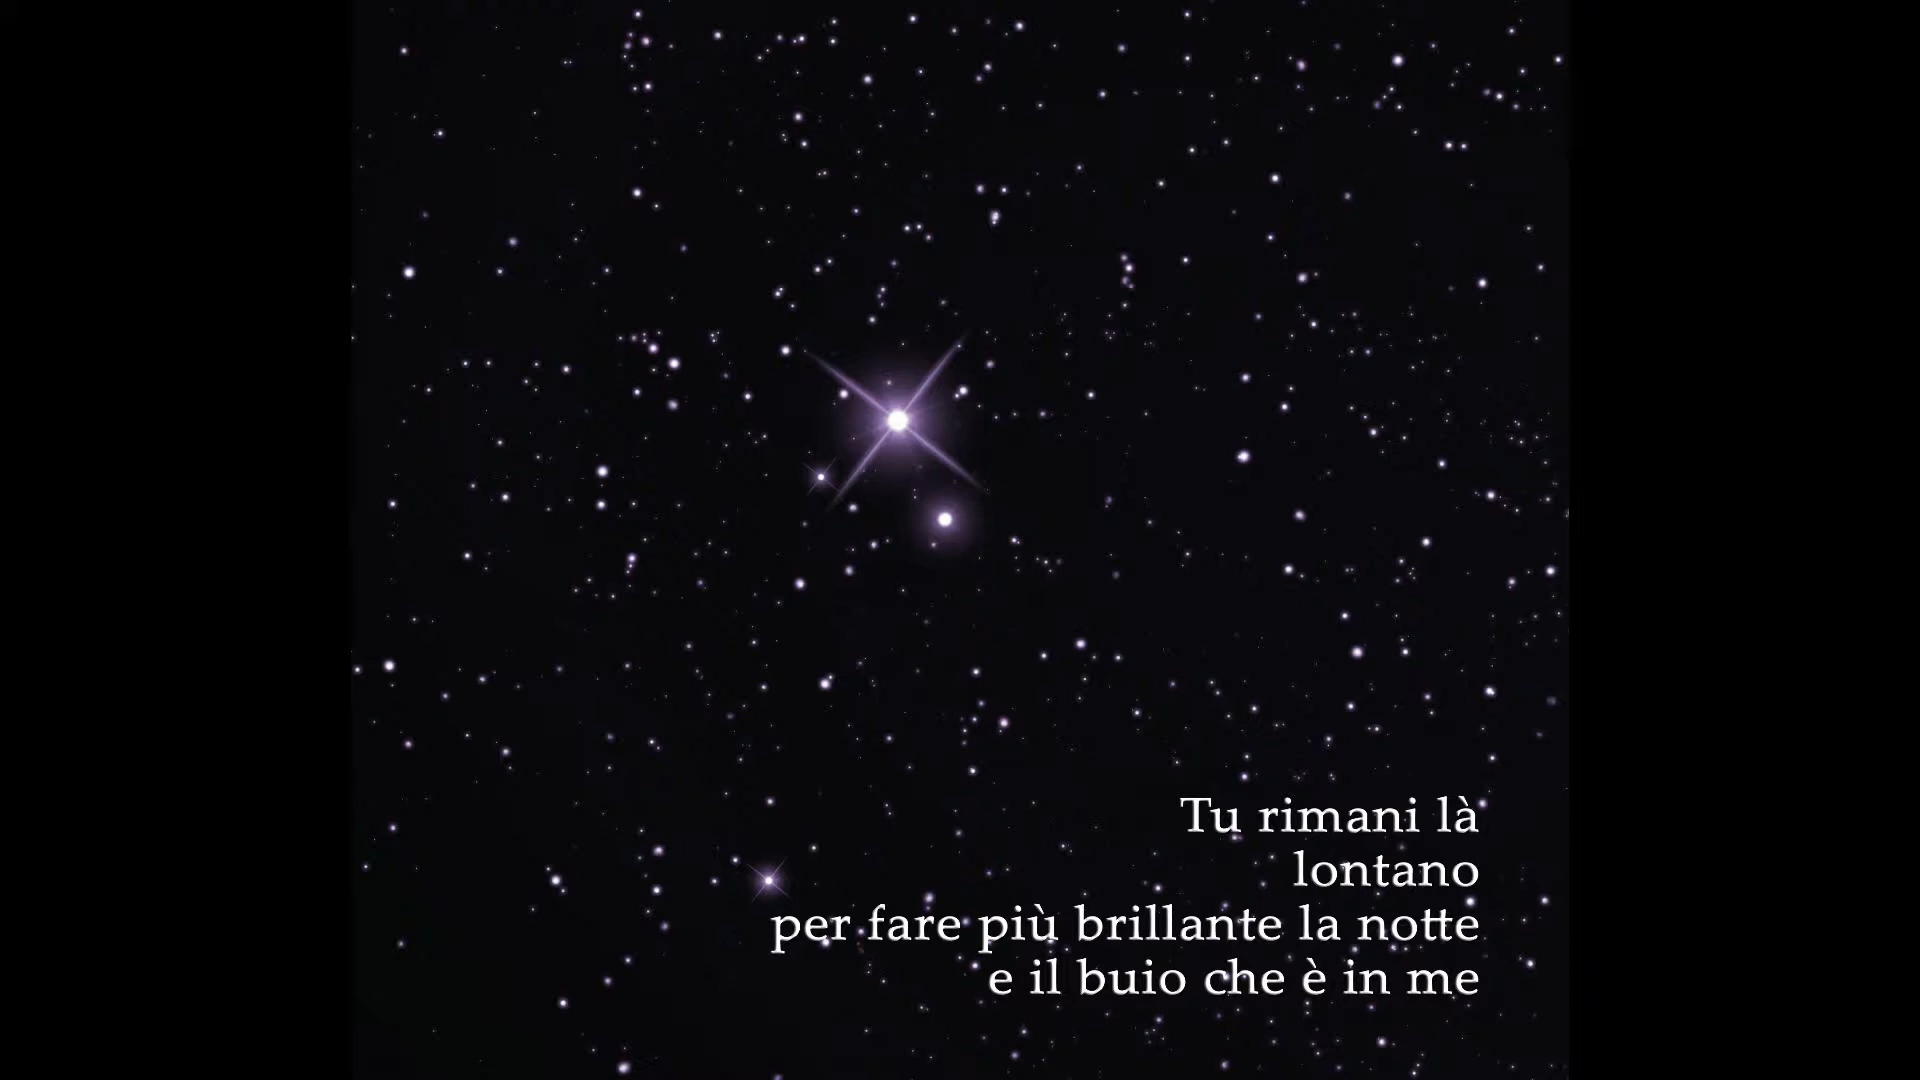 Tu rimani là
lontano
per fare più brillante la notte
e il buio che è in me